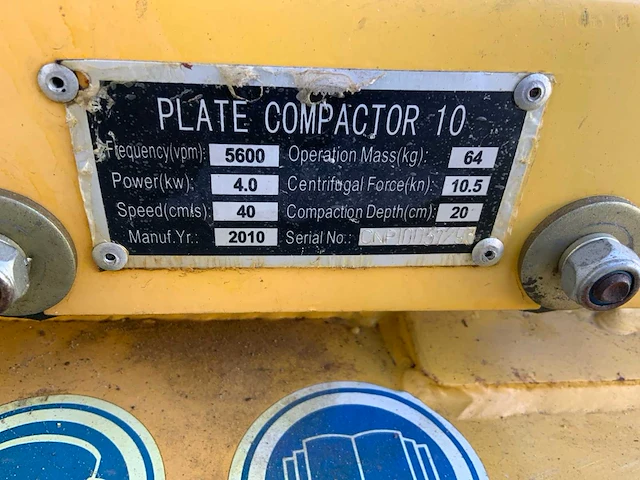 PLATE COMPACTOR 10
Frequency(vpm): 5600 Operation Mass(kg): 64
Power(kw): 4.0 Centrifugal Force(kn): 10.5
Speed(cm/s) 40 Compaction Depth(cm): 20
Manuf.Yr.: 2010 Serial No.: